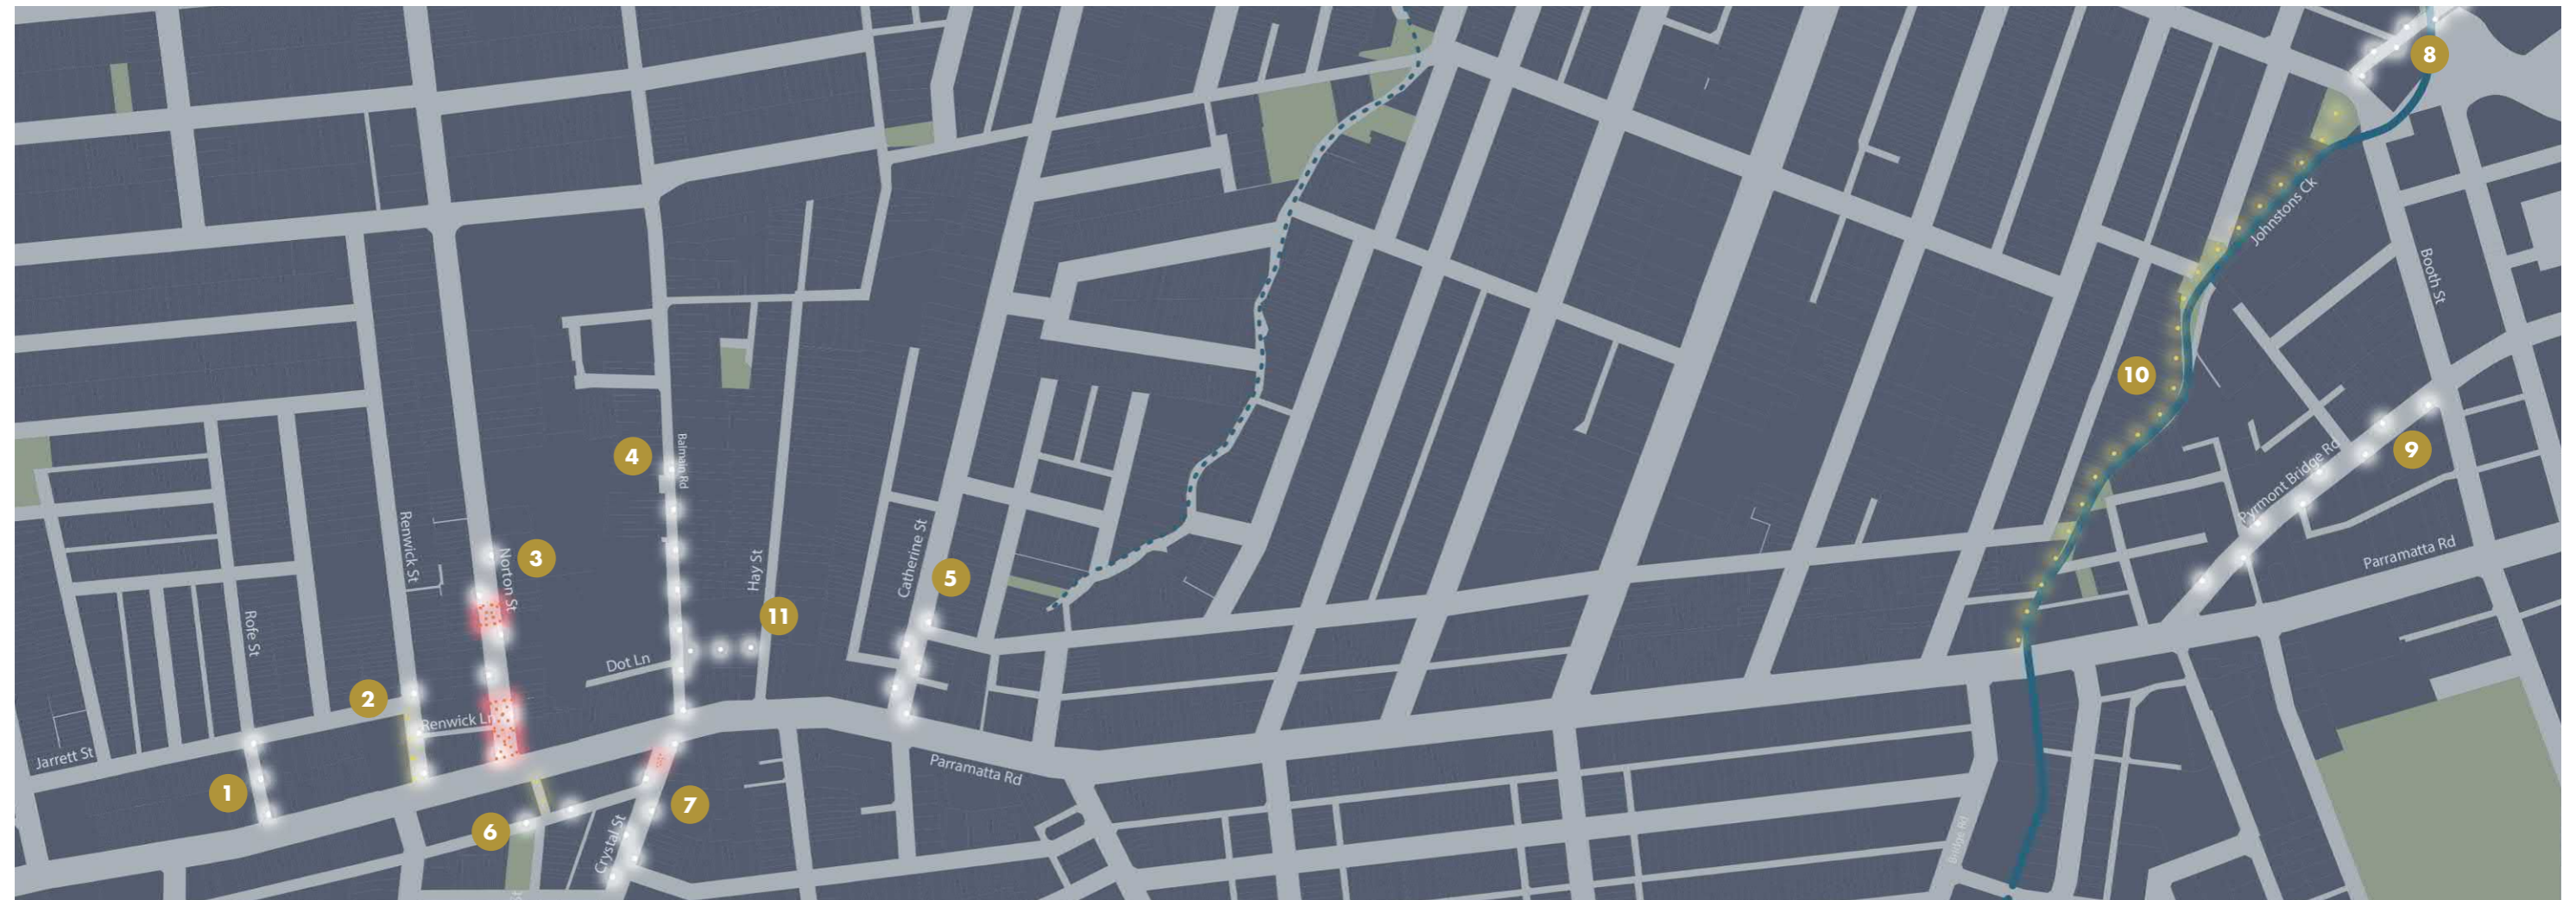 8
Johnstons Ck
Booth St
10
4
Balmain Rd
9
Pyrmont Bridge Rd
Renwick St
3
Norton St
Hay St
Catherine St
5
Parramatta Rd
11
Rofe St
Dot Ln
2
Renwick Ln
Jarrett St
1
Parramatta Rd
7
6
Crystal St
Bridge Rd
St